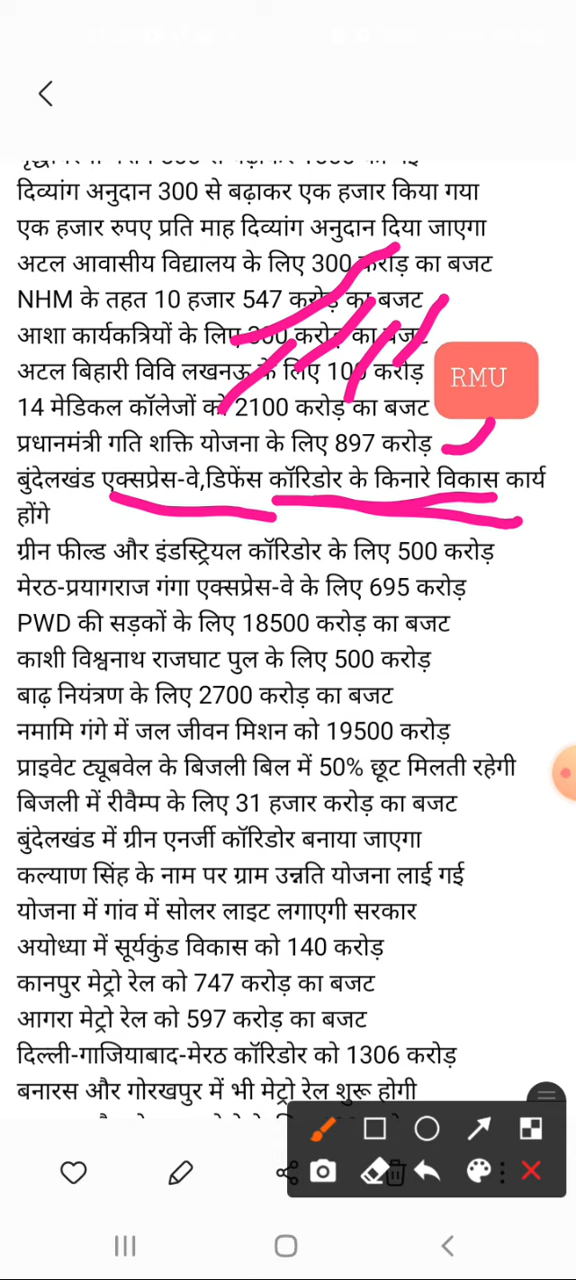 दिव्यांग अनुदान 300 से बढ़ाकर एक हजार किया गया
एक हजार रुपए प्रति माह दिव्यांग अनुदान दिया जाएगा
अटल आवासीय विद्यालय के लिए 300 करोड़ का बजट
NHM के तहत 10 हजार 547 करोड़ का बजट
आशा कार्यकत्रियों के लिए 300 करोड़ का बजट
अटल बिहारी विवि लखनऊ के लिए 100 करोड़
RMU
14 मेडिकल कॉलेजों को 2100 करोड़ का बजट
प्रधानमंत्री गति शक्ति योजना के लिए 897 करोड़
बुंदेलखंड एक्सप्रेस-वे,डिफेंस कॉरिडोर के किनारे विकास कार्य
होंगे
ग्रीन फील्ड और इंडस्ट्रियल कॉरिडोर के लिए 500 करोड़
मेरठ-प्रयागराज गंगा एक्सप्रेस-वे के लिए 695 करोड़
PWD की सड़कों के लिए 18500 करोड़ का बजट
काशी विश्वनाथ राजघाट पुल के लिए 500 करोड़
बाढ़ नियंत्रण के लिए 2700 करोड़ का बजट
नमामि गंगे में जल जीवन मिशन को 19500 करोड़
प्राइवेट ट्यूबवेल के बिजली बिल में 50% छूट मिलती रहेगी
बिजली में रीवैम्प के लिए 31 हजार करोड़ का बजट
बुंदेलखंड में ग्रीन एनर्जी कॉरिडोर बनाया जाएगा
कल्याण सिंह के नाम पर ग्राम उन्नति योजना लाई गई
योजना में गांव में सोलर लाइट लगाएगी सरकार
अयोध्या में सूर्यकुंड विकास को 140 करोड़
कानपुर मेट्रो रेल को 747 करोड़ का बजट
आगरा मेट्रो रेल को 597 करोड़ का बजट
दिल्ली-गाजियाबाद-मेरठ कॉरिडोर को 1306 करोड़
बनारस और गोरखपुर में भी मेट्रो रेल शुरू होगी